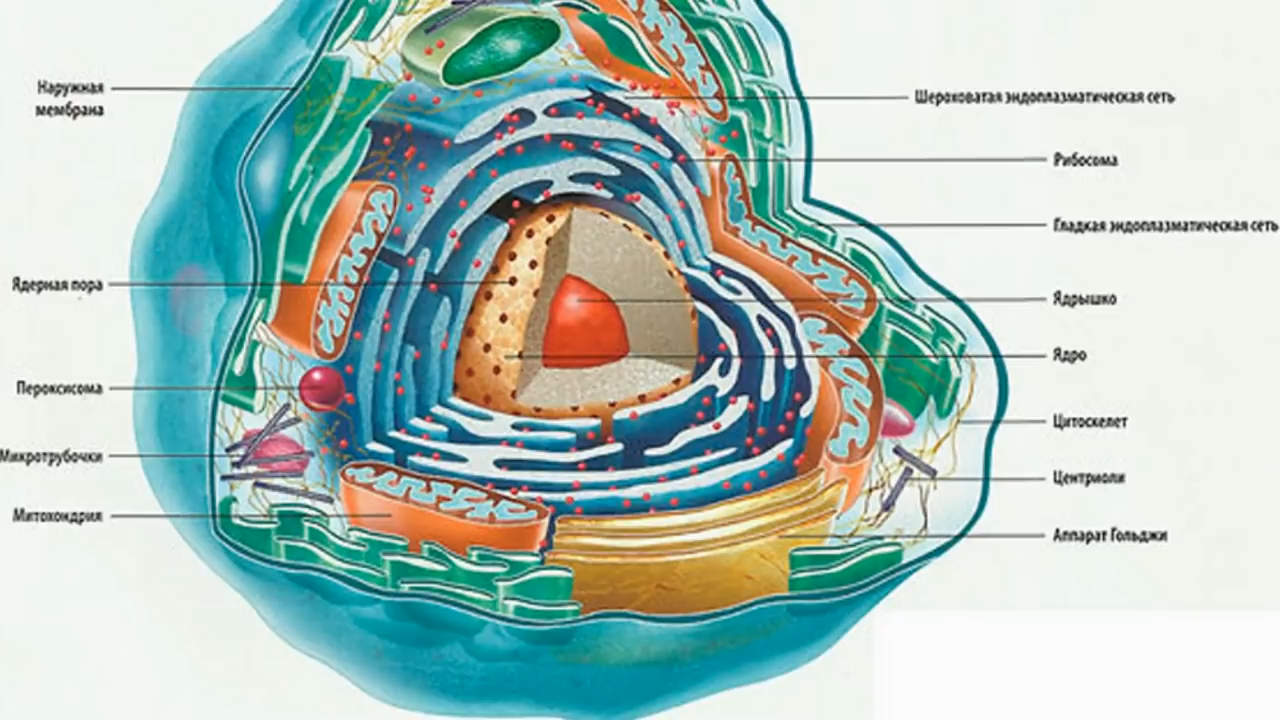 Наружная
мембрана
Ядерная пора
Пероксисома
Микротрубочки
Митохондрия
Шероховатая эндоплазматическая сеть
Рибосома
Гладкая эндоплазматическая сеть
Ядрышко
Ядро
Цитоскелет
Центриоли
Аппарат Гольджи